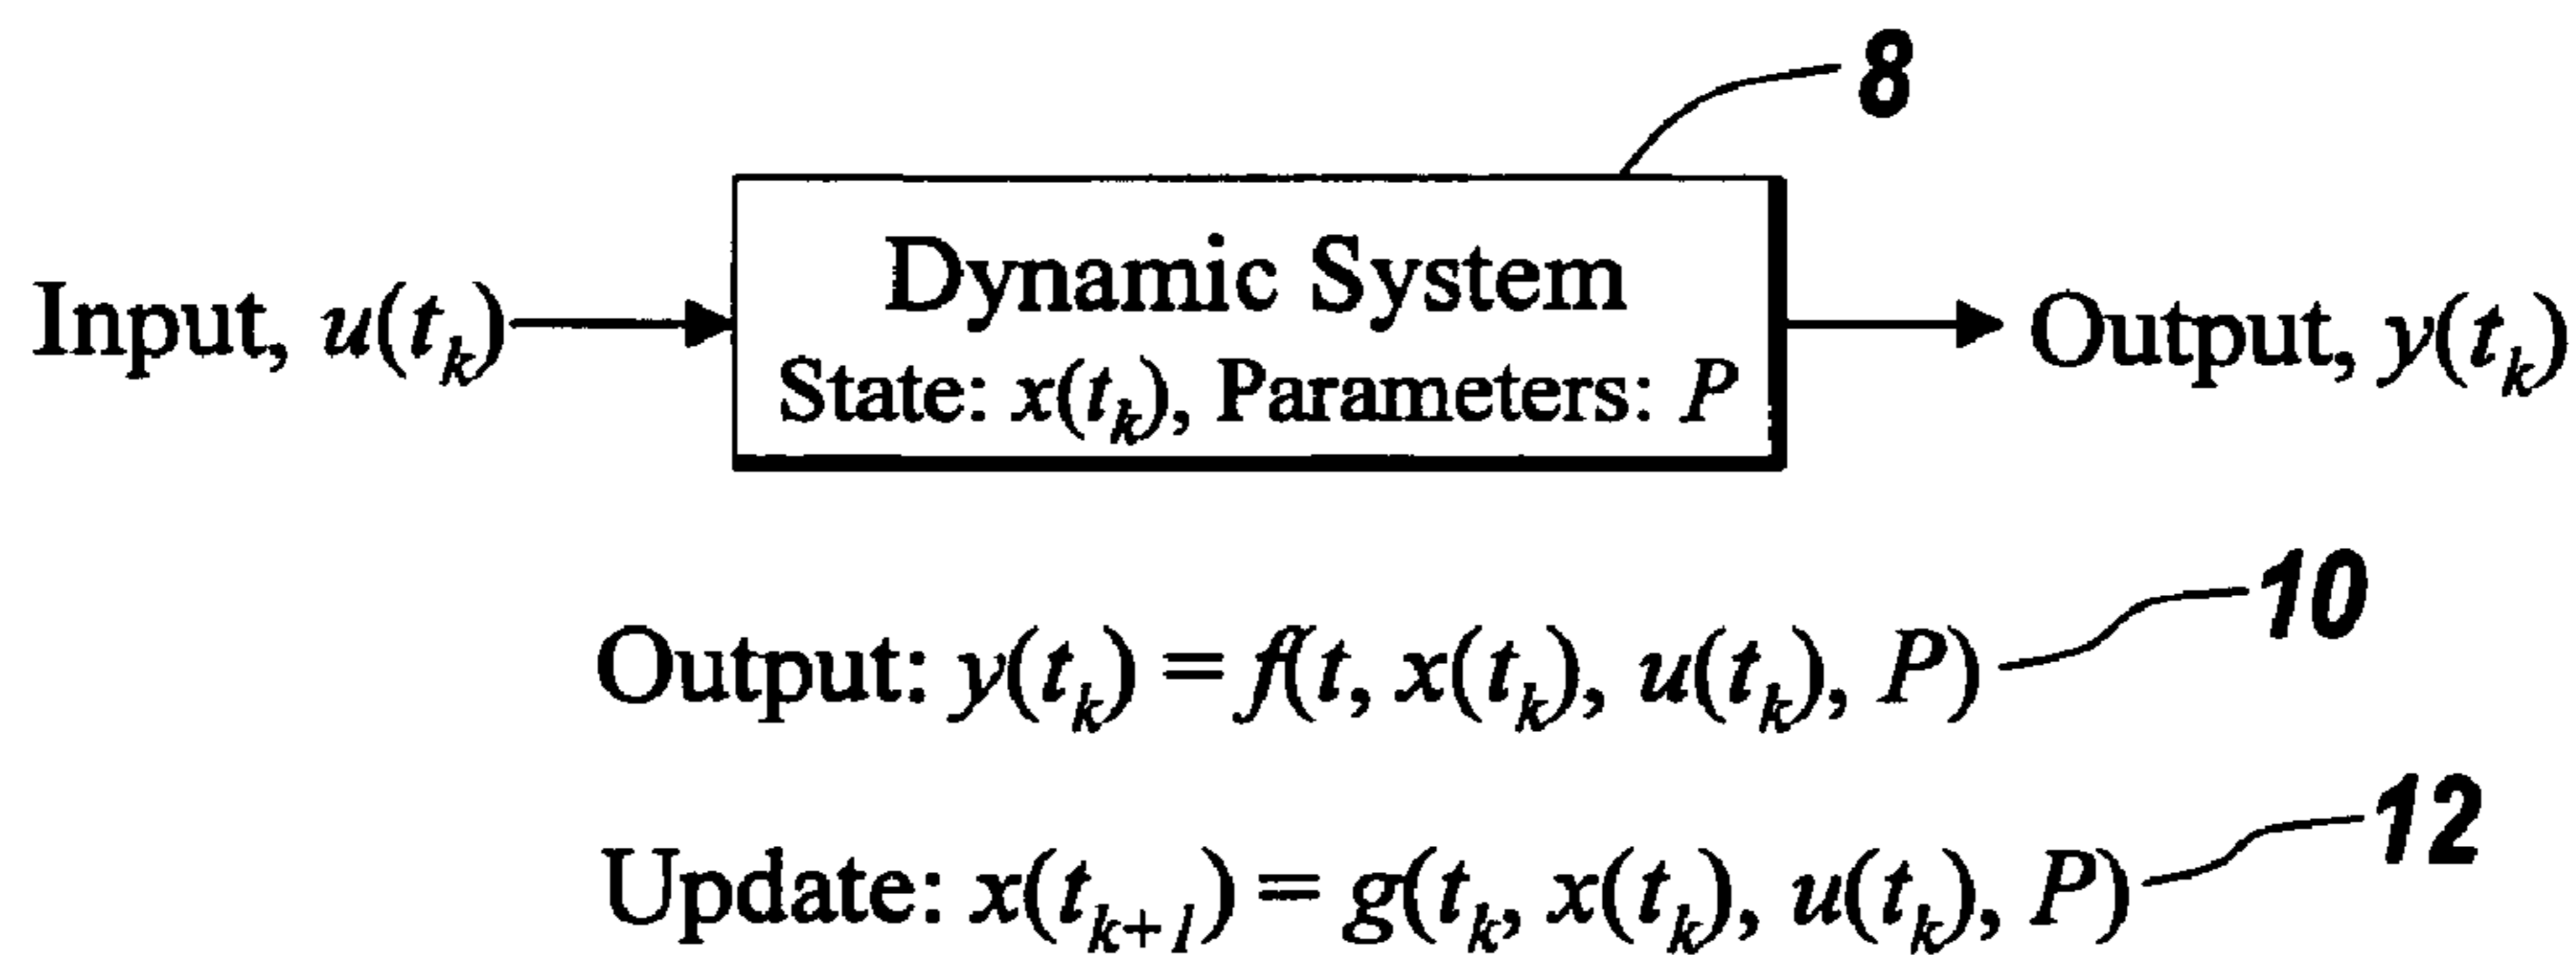 8
Dynamic System
Input, u(t_k)
Output, y(t_k)
State: x(t_k), Parameters: P
10
Output: y(t_k) = f(t, x(t_k), u(t_k), P)
12
Update: x(t_{k+1}) = g(t_k, x(t_k), u(t_k), P)